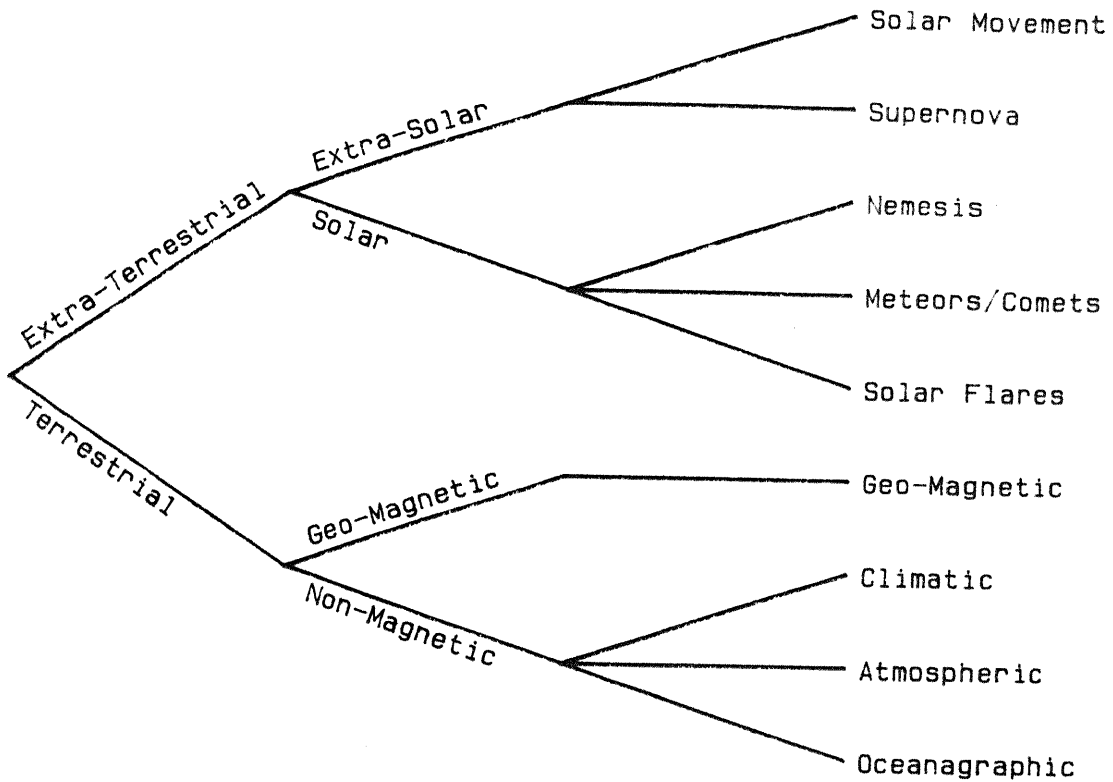 Solar Movement
Extra-Solar
Supernova
Extra-Terrestrial
Solar
Nemesis
Meteors/Comets
Solar Flares
Terrestrial
Geo-Magnetic
Geo-Magnetic
Non-Magnetic
Climatic
Atmospheric
Oceanagraphic